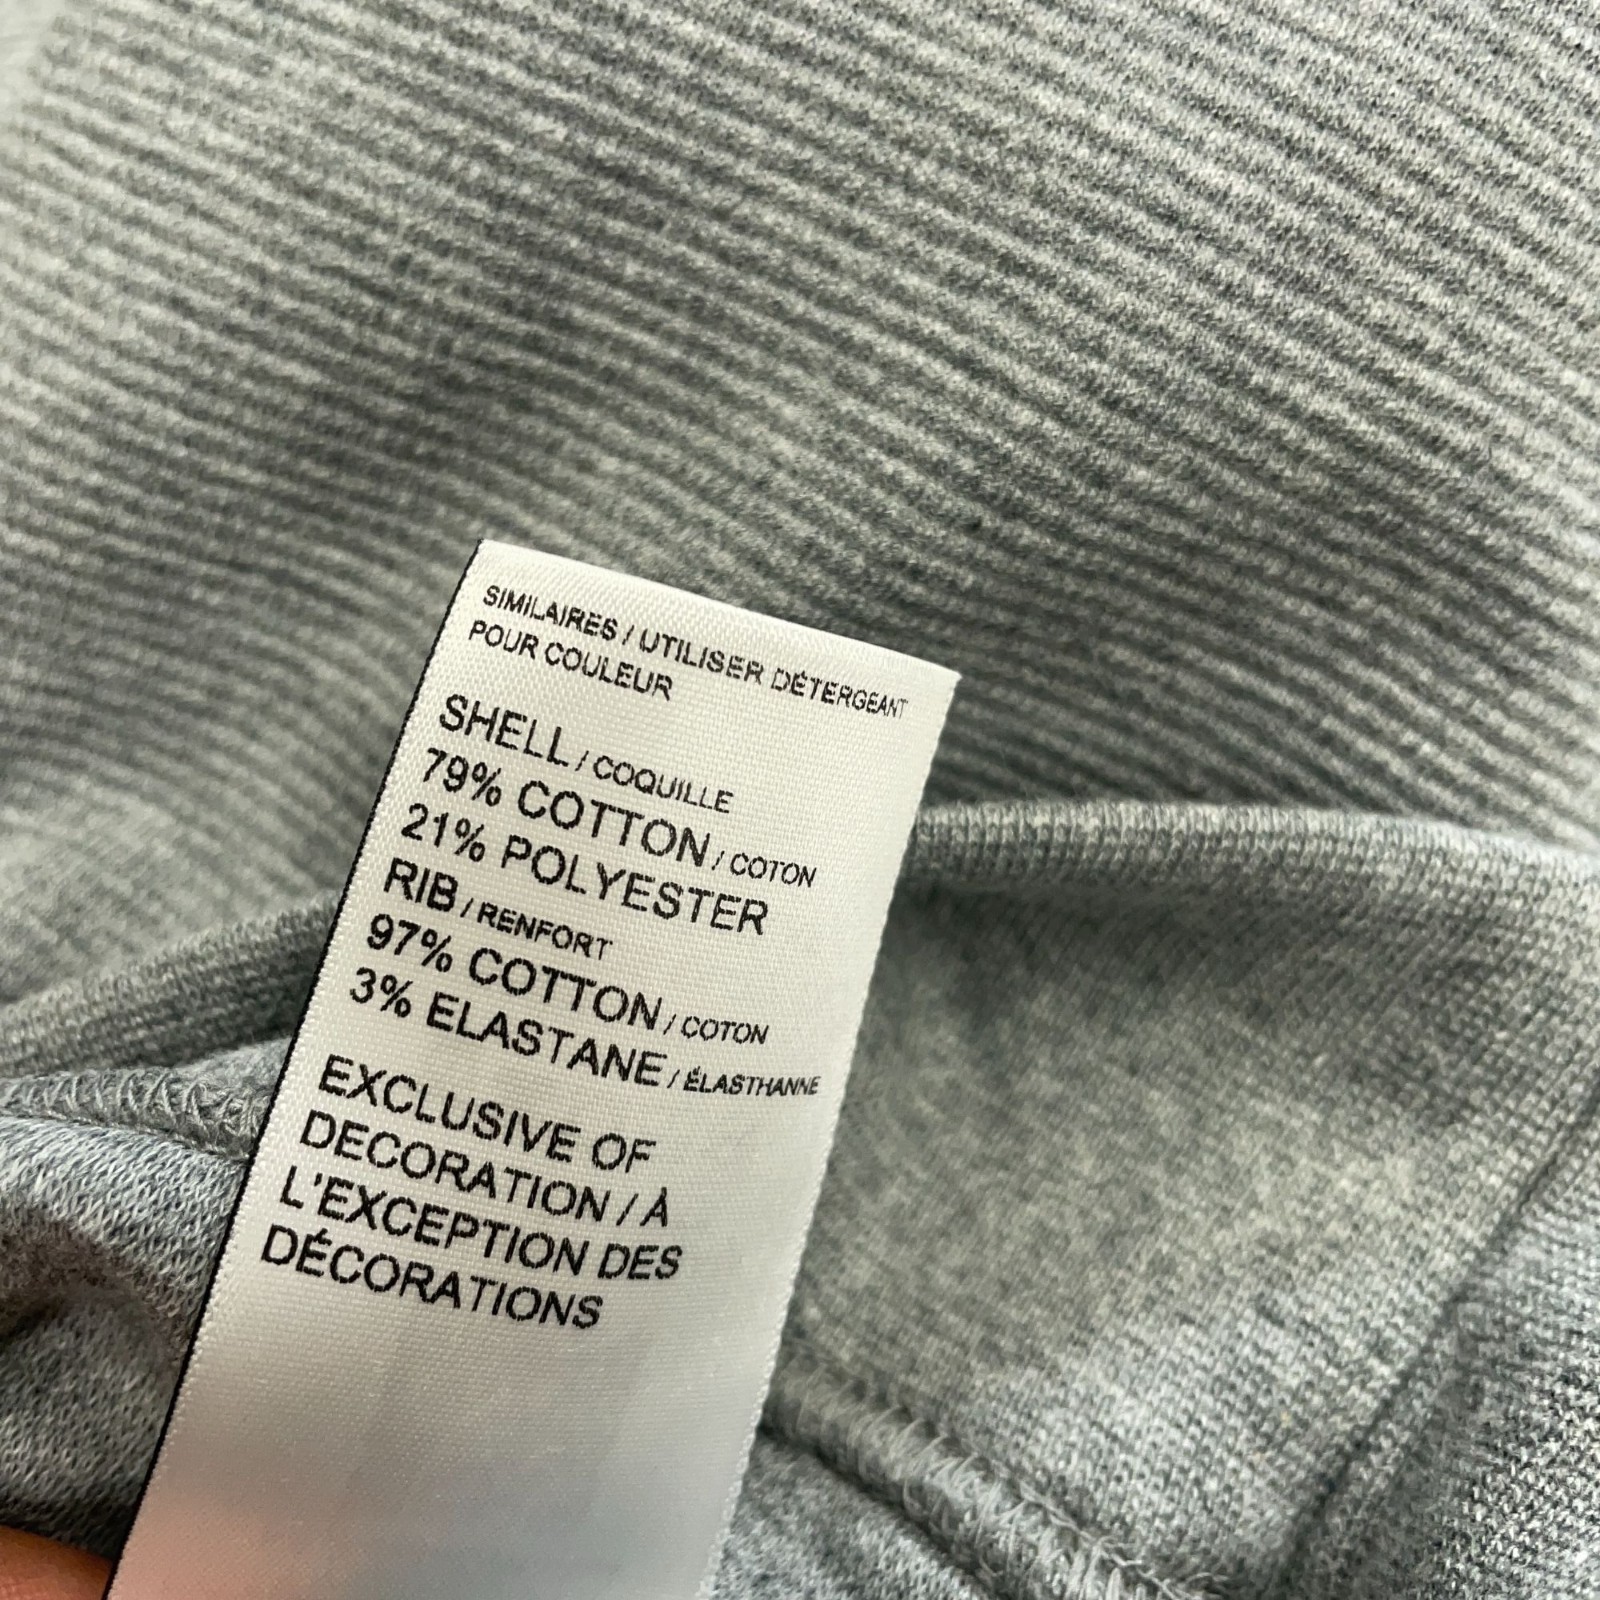 SIMILAIRES / UTILISER DÉTERGEANT
POUR COULEUR
SHELL / COQUILLE
79% COTTON / COTON
21% POLYESTER
RIB / RENFORT
97% COTTON / COTON
3% ELASTANE / ÉLASTHANNE
EXCLUSIVE OF
DECORATION / À
L'EXCEPTION DES
DÉCORATIONS